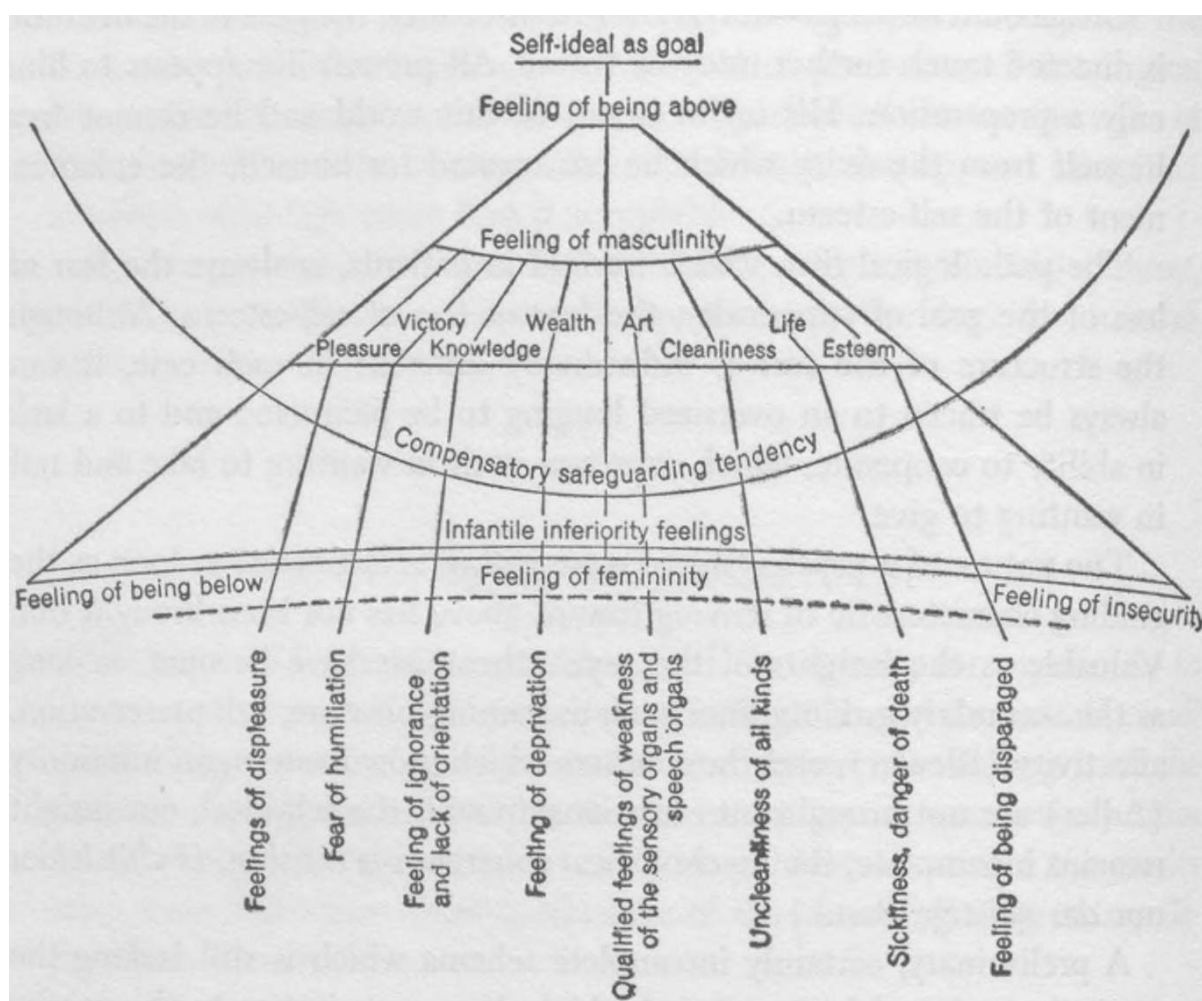 Self-ideal as goal
Feeling of being above
Feeling of masculinity
Victory
Wealth
Art
Life
Pleasure
Knowledge
Cleanliness
Esteem
Compensatory safeguarding tendency
Infantile inferiority feelings
Feeling of being below
Feeling of femininity
Feeling of insecurity
Feelings of displeasure
Fear of humiliation
Feeling of ignorance
and lack of orientation
Feeling of deprivation
Qualified feelings of weakness
of the sensory organs and
speech organs
Uncleanliness of all kinds
Sickliness, danger of death
Feeling of being disparaged